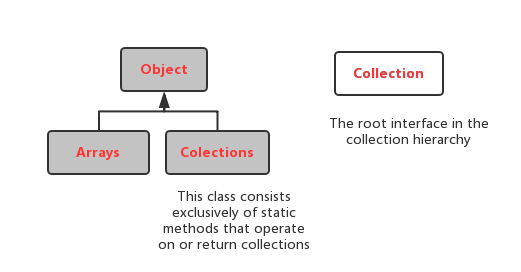 Object
Collection
The root interface in the
collection hierarchy
Arrays
Colections
This class consists
exclusively of static
methods that operate
on or return collections